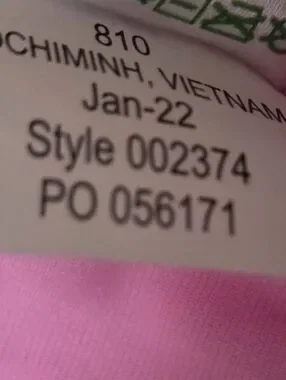 810
OCHIMINH, VIETNAM
Jan-22
Style 002374
PO 056171